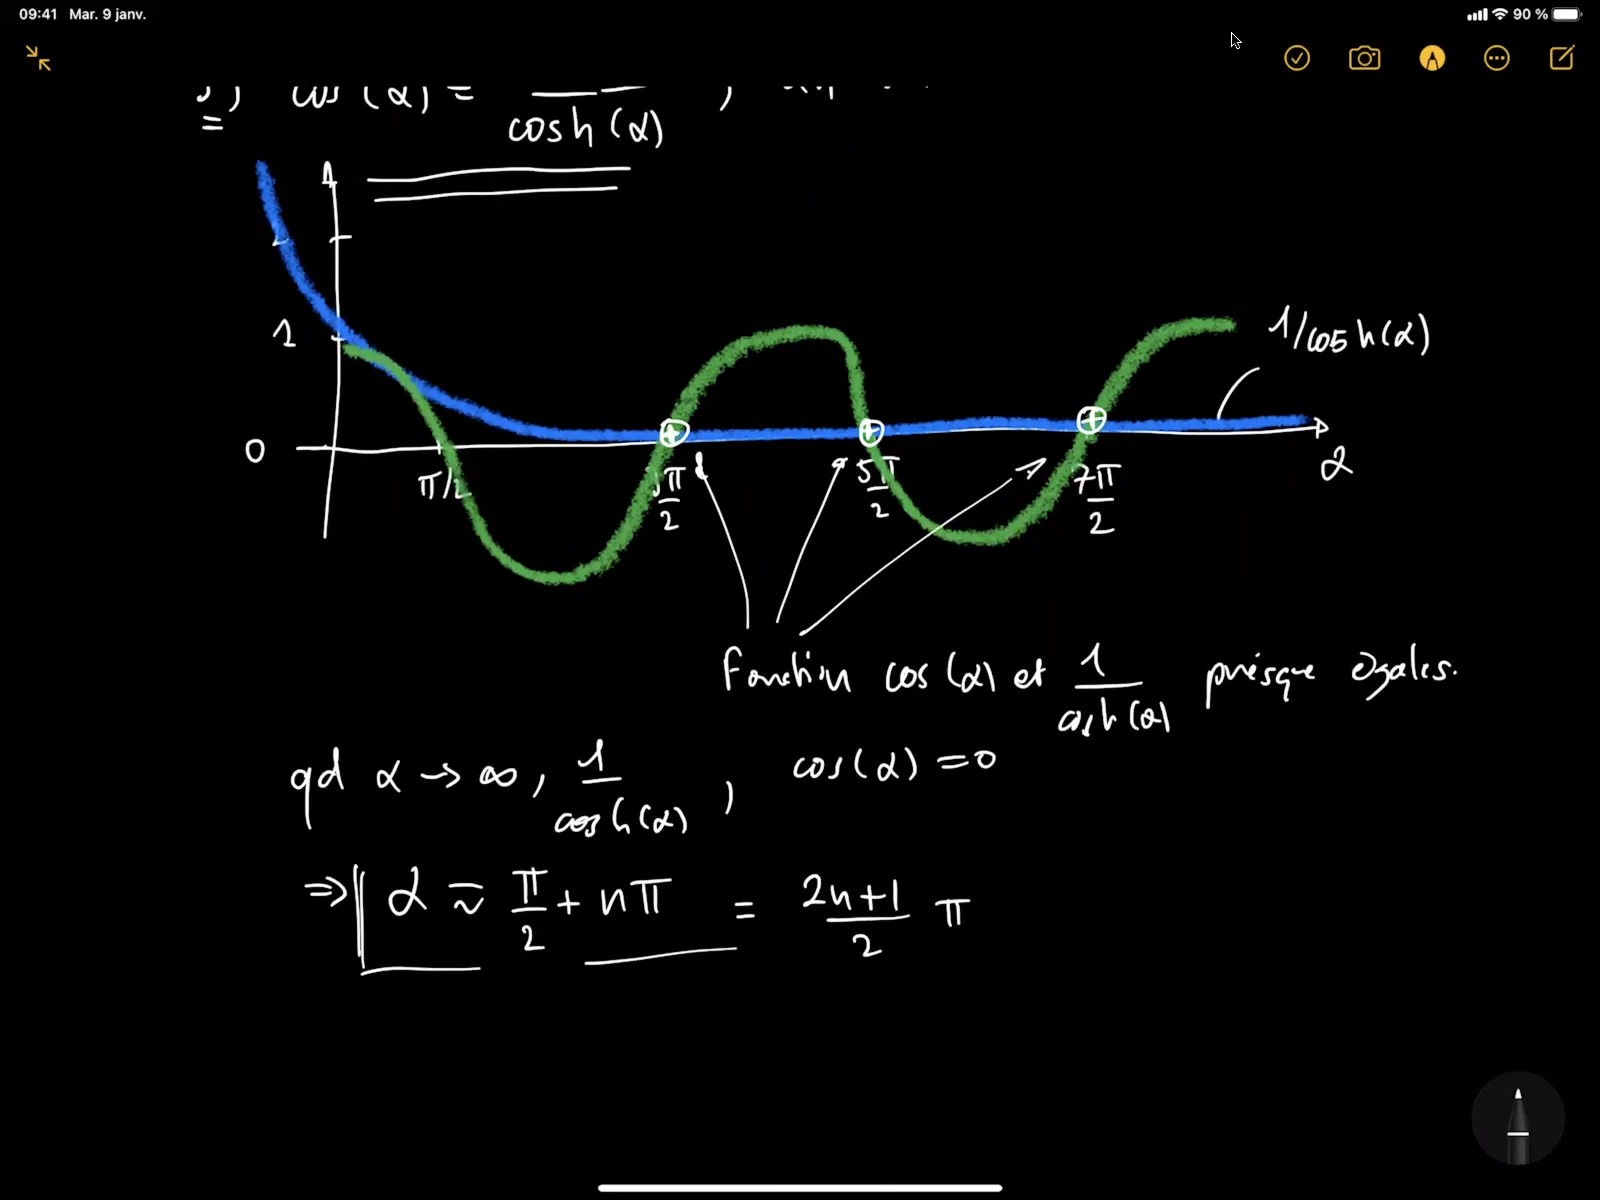 09:41 Mar. 9 janv. 90 %
cos(α) =
cosh(α)
1
1/cosh(α)
0
π/2
3π/2
5π/2
7π/2
α
Fonction cos(α) et 1/cosh(α) presque égales.
qd α → ∞, 1/cosh(α) , cos(α) = 0
⇒ α ≈ π/2 + nπ = (2n+1)/2 π